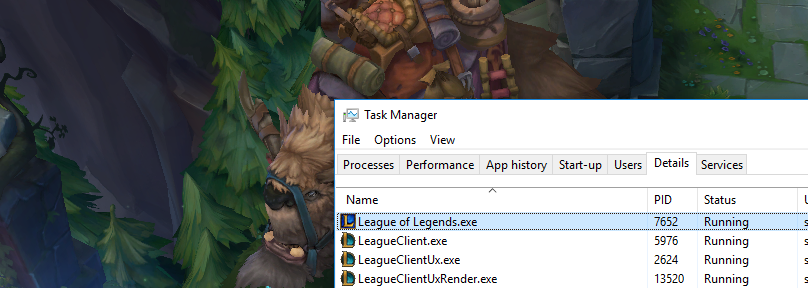 Task Manager
File Options View
Processes Performance App history Start-up Users Details Services
Name PID Status U
League of Legends.exe 7652 Running s
LeagueClient.exe 5976 Running s
LeagueClientUx.exe 2624 Running s
LeagueClientUxRender.exe 13520 Running s